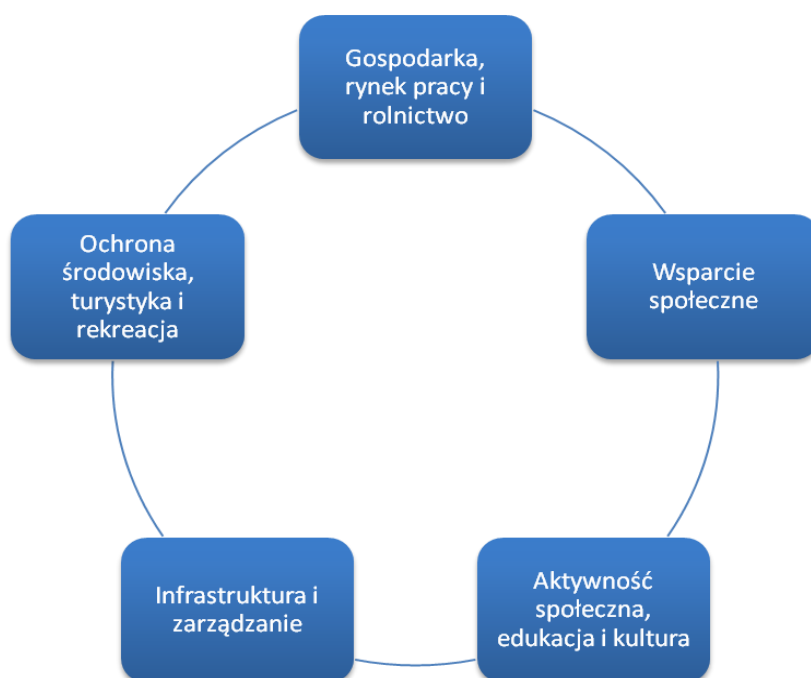 Gospodarka,
rynek pracy i
rolnictwo
Wsparcie
społeczne
Aktywność
społeczna,
edukacja i kultura
Infrastruktura i
zarządzanie
Ochrona
środowiska,
turystyka i
rekreacja